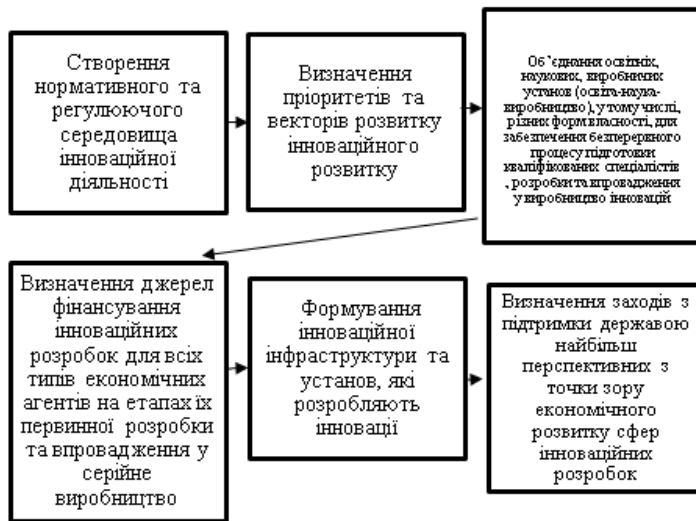 Створення
нормативного та
регулюючого
середовища
інноваційної
діяльності
Визначення
пріоритетів та
векторів розвитку
інноваційного
розвитку
Об’єднання освітніх,
наукових, виробничих
установ (освіта-наука-
виробництво), у тому числі,
різних форм власності, для
забезпечення безперервного
процесу підготовки
кваліфікованих спеціалістів
, розробки та впровадження
у виробництво інновацій
Визначення джерел
фінансування
інноваційних
розробок для всіх
типів економічних
агентів на етапах їх
первинної розробки
та впровадження у
серійне
виробництво
Формування
інноваційної
інфраструктури та
установ, які
розробляють
інновації
Визначення заходів з
підтримки державою
найбільш
перспективних з
точки зору
економічного
розвитку сфер
інноваційних
розробок